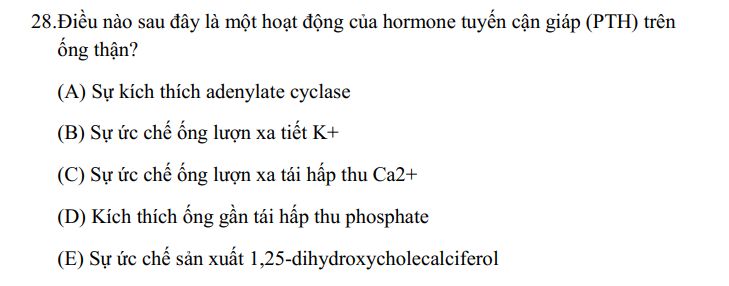 28.Điều nào sau đây là một hoạt động của hormone tuyến cận giáp (PTH) trên
ống thận?
(A) Sự kích thích adenylate cyclase
(B) Sự ức chế ống lượn xa tiết K+
(C) Sự ức chế ống lượn xa tái hấp thu Ca2+
(D) Kích thích ống gần tái hấp thu phosphate
(E) Sự ức chế sản xuất 1,25-dihydroxycholecalciferol